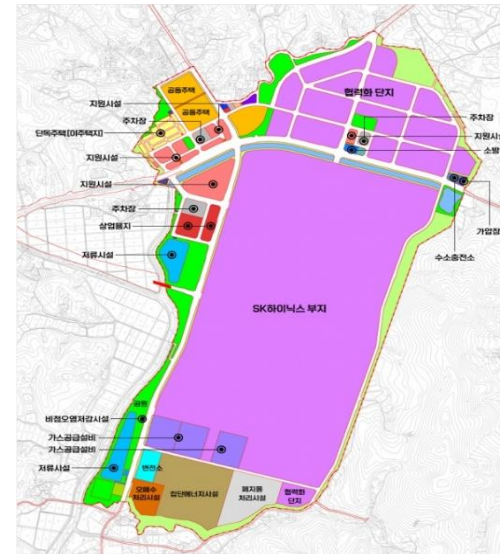 공동주택
협력화 단지
지원시설
주차장
공동주택
주차장
단독주택(이주택지)
지원시설
지원시설
소방
지원시설
주차장
상업용지
가압장
수소충전소
저류시설
SK하이닉스 부지
공원
비점오염저감시설
가스공급설비
가스공급설비
저류시설
변전소
오폐수
처리시설
집단에너지시설
폐기물
처리시설
협력화
단지